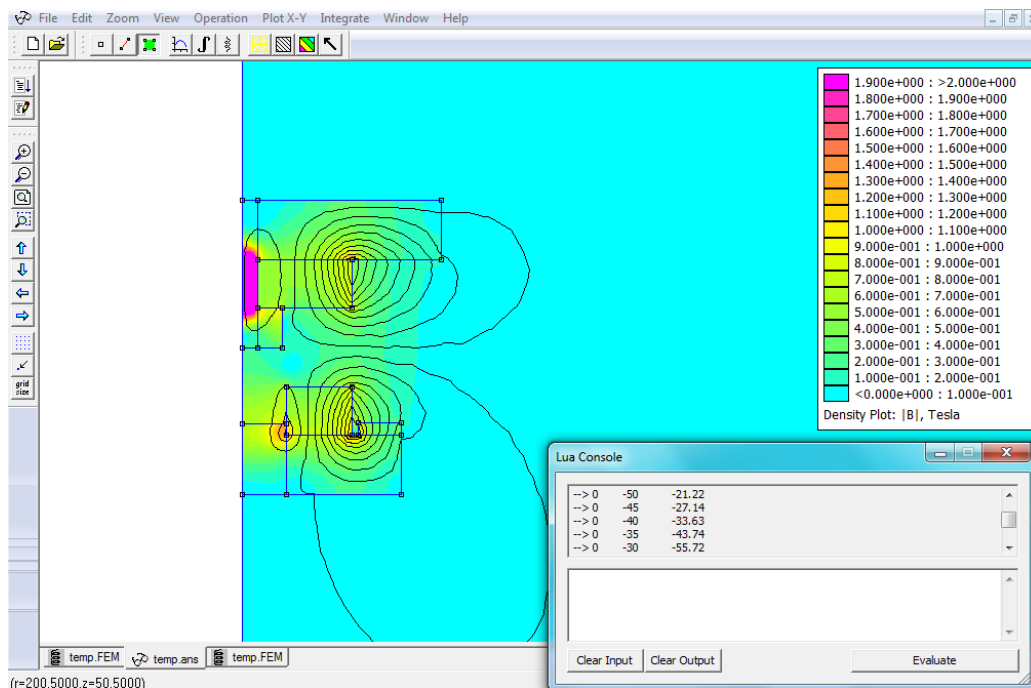 File Edit Zoom View Operation Plot X-Y Integrate Window Help
grid size
1.900e+000 : >2.000e+000
1.800e+000 : 1.900e+000
1.700e+000 : 1.800e+000
1.600e+000 : 1.700e+000
1.500e+000 : 1.600e+000
1.400e+000 : 1.500e+000
1.300e+000 : 1.400e+000
1.200e+000 : 1.300e+000
1.100e+000 : 1.200e+000
1.000e+000 : 1.100e+000
9.000e-001 : 1.000e+000
8.000e-001 : 9.000e-001
7.000e-001 : 8.000e-001
6.000e-001 : 7.000e-001
5.000e-001 : 6.000e-001
4.000e-001 : 5.000e-001
3.000e-001 : 4.000e-001
2.000e-001 : 3.000e-001
1.000e-001 : 2.000e-001
<0.000e+000 : 1.000e-001
Density Plot: |B|, Tesla
Lua Console
--> 0 -50 -21.22
--> 0 -45 -27.14
--> 0 -40 -33.63
--> 0 -35 -43.74
--> 0 -30 -55.72
Clear Input Clear Output Evaluate
temp.FEM temp.ans temp.FEM
(r=200.5000,z=50.5000)